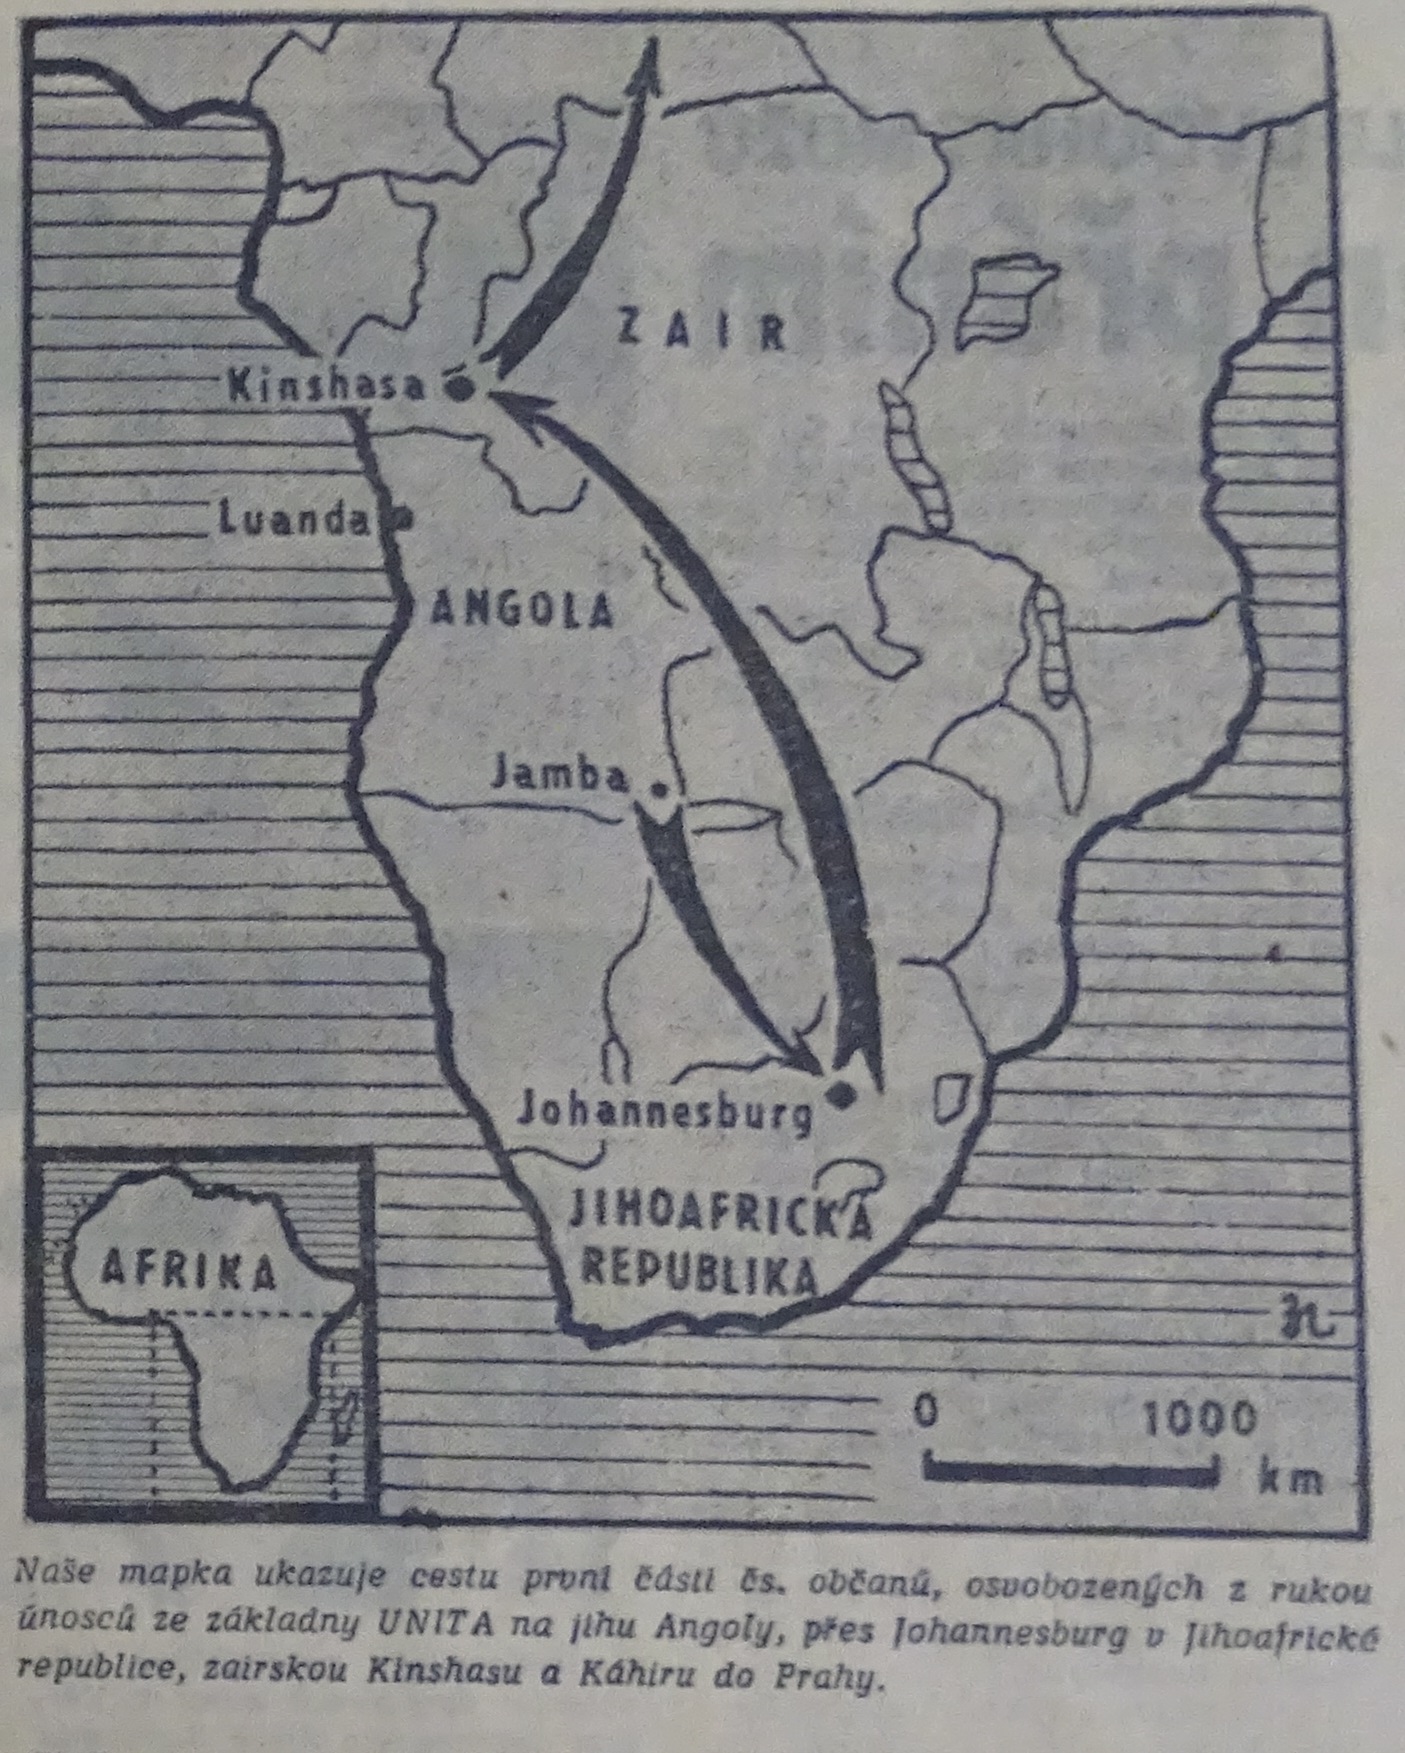 ZAIR
Kinshasa
Luanda
ANGOLA
Jamba
Johannesburg
JIHOAFRICKÁ
REPUBLIKA
AFRIKA
0 1000
km
Naše mapka ukazuje cestu první části čs. občanů, osvobozených z rukou
únosců ze základny UNITA na jihu Angoly, přes Johannesburg v Jihoafrické
republice, zairskou Kinshasu a Káhiru do Prahy.